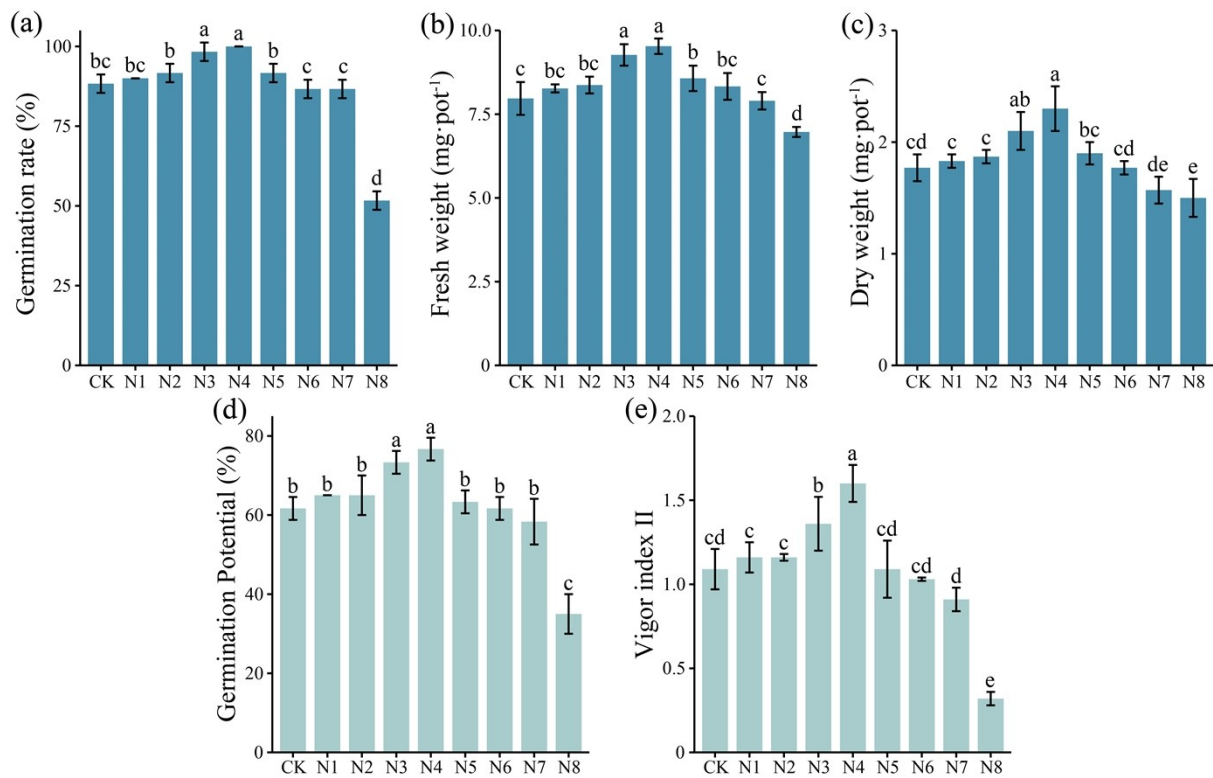 (a)
Germination rate (%)
100
75
50
25
0
bc bc b a a b c c d
CK N1 N2 N3 N4 N5 N6 N7 N8
(b)
Fresh weight (mg·pot⁻¹)
10.0
7.5
5.0
2.5
0
c bc bc a a b bc c d
CK N1 N2 N3 N4 N5 N6 N7 N8
(c)
Dry weight (mg·pot⁻¹)
3
2
1
0
cd c c ab a bc cd de e
CK N1 N2 N3 N4 N5 N6 N7 N8
(d)
Germination Potential (%)
80
60
40
20
0
b b b a a b b b c
CK N1 N2 N3 N4 N5 N6 N7 N8
(e)
Vigor index II
2.0
1.5
1.0
0.5
0
cd c c b a cd cd d e
CK N1 N2 N3 N4 N5 N6 N7 N8